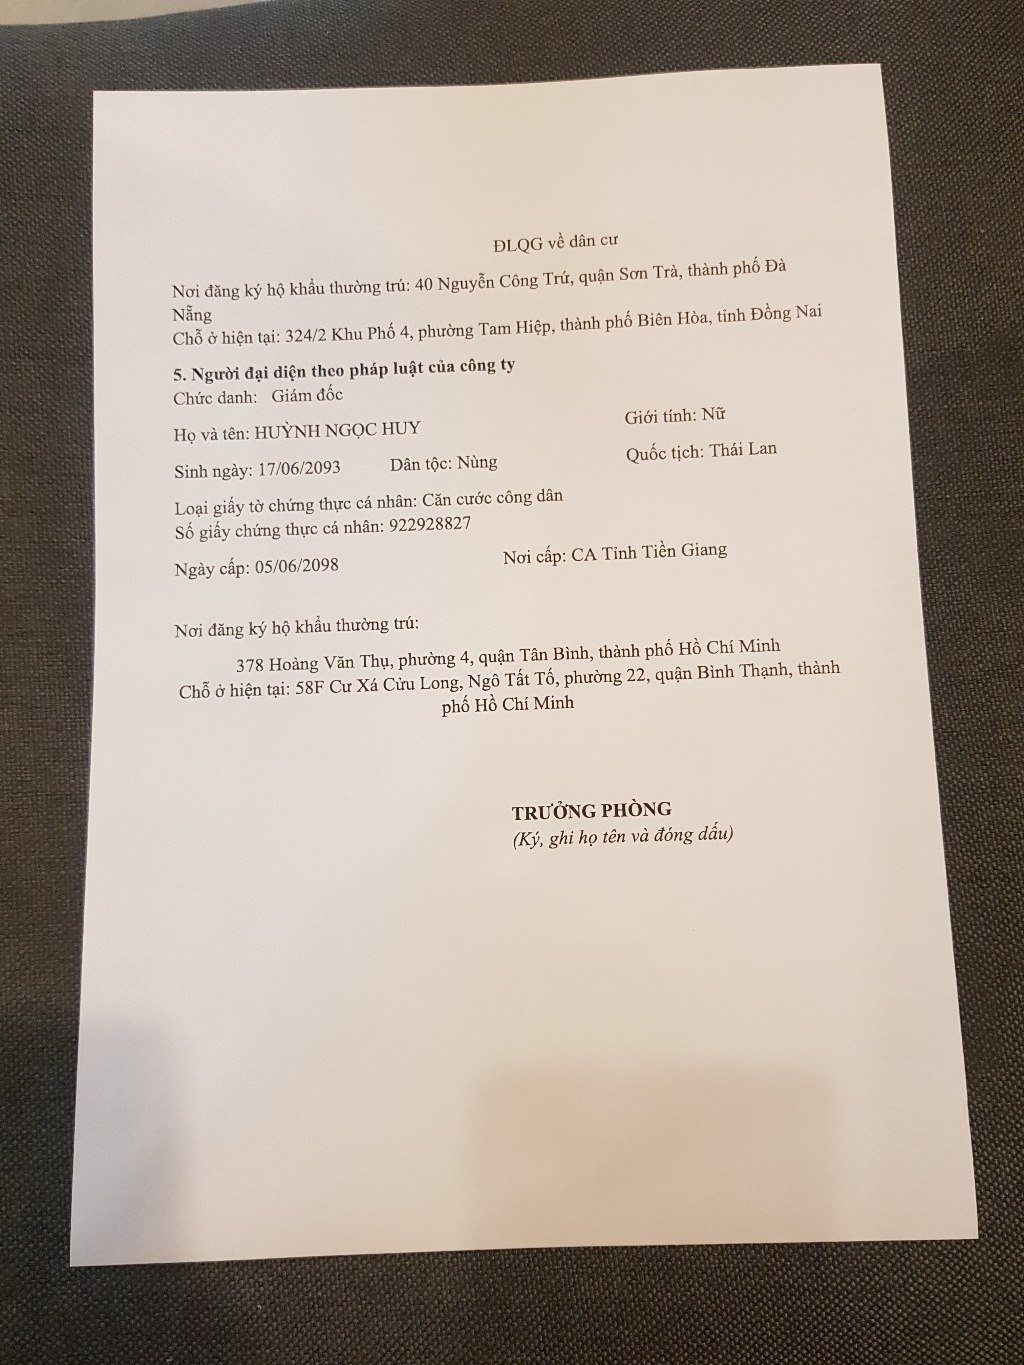 ĐLQG về dân cư
Nơi đăng ký hộ khẩu thường trú: 40 Nguyễn Công Trứ, quận Sơn Trà, thành phố Đà
Nẵng
Chỗ ở hiện tại: 324/2 Khu Phố 4, phường Tam Hiệp, thành phố Biên Hòa, tỉnh Đồng Nai
5. Người đại diện theo pháp luật của công ty
Chức danh: Giám đốc
Họ và tên: HUỲNH NGỌC HUY Giới tính: Nữ
Sinh ngày: 17/06/2093 Dân tộc: Nùng Quốc tịch: Thái Lan
Loại giấy tờ chứng thực cá nhân: Căn cước công dân
Số giấy chứng thực cá nhân: 922928827
Ngày cấp: 05/06/2098 Nơi cấp: CA Tỉnh Tiền Giang
Nơi đăng ký hộ khẩu thường trú:
378 Hoàng Văn Thụ, phường 4, quận Tân Bình, thành phố Hồ Chí Minh
Chỗ ở hiện tại: 58F Cư Xá Cửu Long, Ngô Tất Tố, phường 22, quận Bình Thạnh, thành
phố Hồ Chí Minh
TRƯỞNG PHÒNG
(Ký, ghi họ tên và đóng dấu)